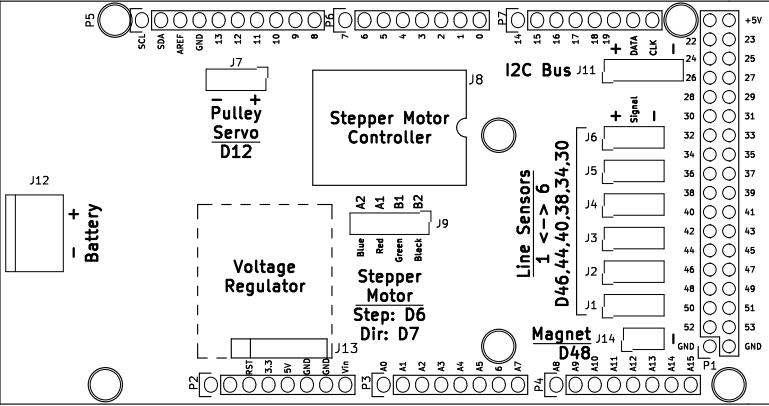 P5
SCL
SDA
AREF
GND
13
12
11
10
9
8
P6
7
6
5
4
3
2
1
0
P7
14
15
16
17
18
19
+
DATA
CLK
−
I2C Bus
J11
+5V
22
23
24
25
26
27
28
29
30
31
32
33
34
35
36
37
38
39
40
41
42
43
44
45
46
47
48
49
50
51
52
53
GND
GND
P1
J7
− +
Pulley
Servo
D12
J8
Stepper Motor
Controller
+
Signal
−
J6
J5
J4
J3
J2
J1
Line Sensors
1 <-> 6
D46,44,40,38,34,30
J12
+
−
Battery
A2
A1
B1
B2
J9
Blue
Red
Green
Black
Stepper
Motor
Step: D6
Dir: D7
Voltage
Regulator
J13
Magnet
D48
J14
−
P2
RST
3.3
5V
GND
GND
Vin
P3
A0
A1
A2
A3
A4
A5
6
A7
P4
A8
A9
A10
A11
A12
A13
A14
A15